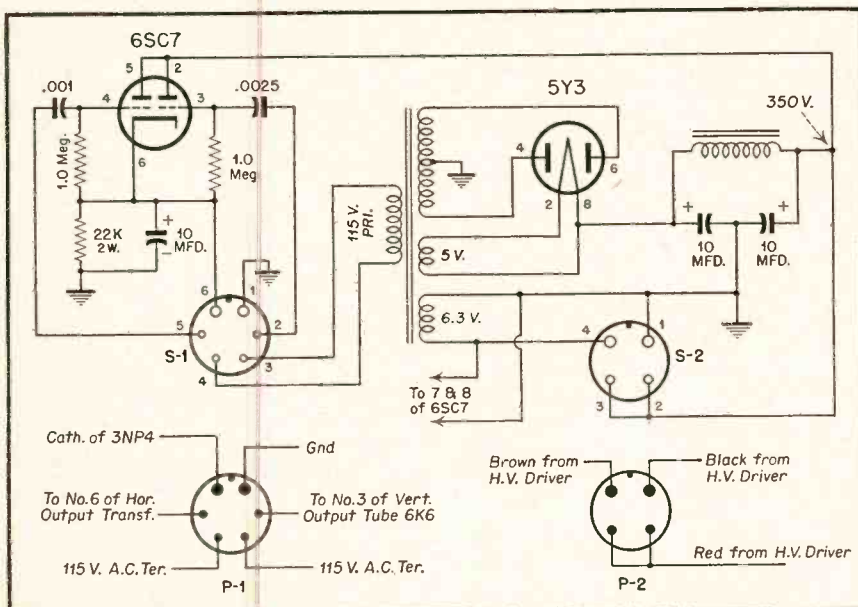 6SC7
5 2
.001
4
3
.0025
6
1.0 Meg.
1.0
Meg
22K
2W.
+
10
MFD.
-
6
1
5
2
S-1
4
3
115 V.
PRI.
5Y3
4
6
2
8
5 V.
6.3 V.
350 V.
+
+
10
MFD.
10
MFD.
4
1
S-2
3
2
To 7 & 8
of 6SC7
Cath. of 3NP4
Gnd
To No.6 of Hor.
Output Transf.
To No.3 of Vert.
Output Tube 6K6
115 V. A.C. Ter.
115 V. A.C. Ter.
P-1
Brown from
H.V. Driver
Black from
H.V. Driver
Red from H.V. Driver
P-2